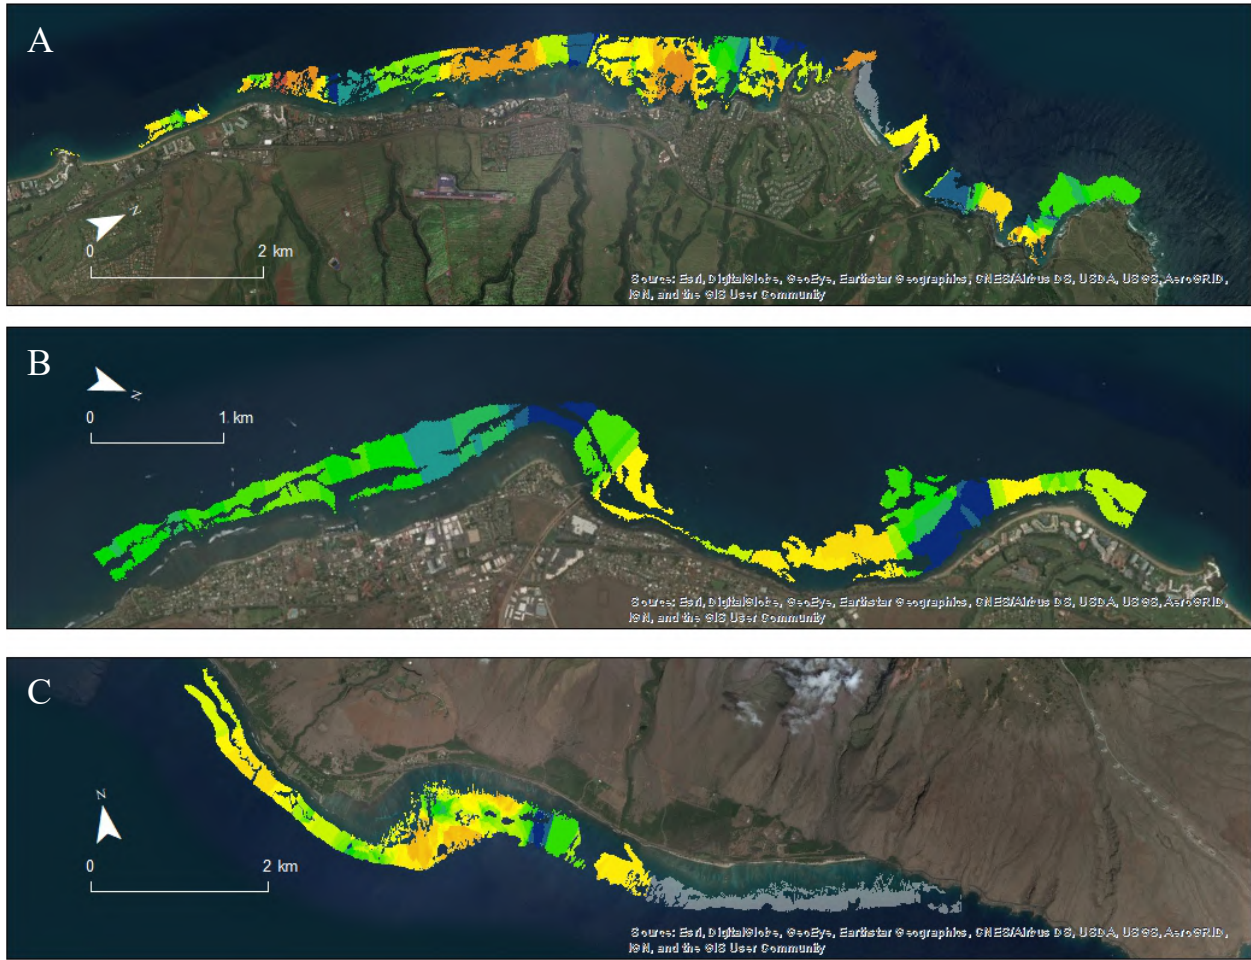 A
N
0 2 km
Source: Esri, DigitalGlobe, GeoEye, Earthstar Geographics, CNES/Airbus DS, USDA, USGS, AeroGRID,
IGN, and the GIS User Community
B
N
0 1 km
Source: Esri, DigitalGlobe, GeoEye, Earthstar Geographics, CNES/Airbus DS, USDA, USGS, AeroGRID,
IGN, and the GIS User Community
C
N
0 2 km
Source: Esri, DigitalGlobe, GeoEye, Earthstar Geographics, CNES/Airbus DS, USDA, USGS, AeroGRID,
IGN, and the GIS User Community